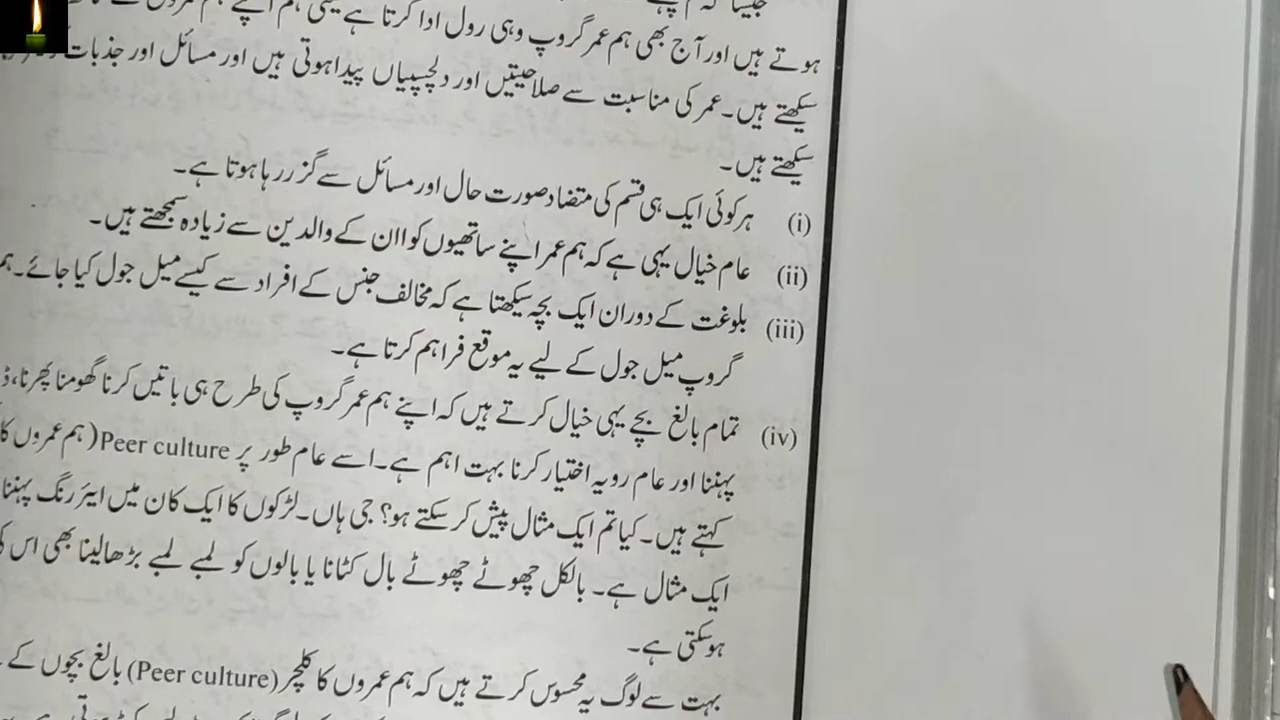 جیسا کہ
ہوتے ہیں اور آج بھی ہم عمر گروپ وہی رول ادا کرتا ہے یعنی ہم اپنے ہم عمروں کے
سیکھتے ہیں۔ عمر کی مناسبت سے صلاحیتیں اور دلچسپیاں پیدا ہوتی ہیں اور مسائل اور جذبات
سیکھتے ہیں۔
(i) ہر کوئی ایک ہی قسم کی متضاد صورت حال اور مسائل سے گزر رہا ہوتا ہے۔
(ii) عام خیال یہی ہے کہ ہم عمر اپنے ساتھیوں کو اان کے والدین سے زیادہ سمجھتے ہیں۔
(iii) بلوغت کے دوران ایک بچہ سیکھتا ہے کہ مخالف جنس کے افراد سے کیسے میل جول کیا جائے۔ ہم
گروپ میل جول کے لیے یہ موقع فراہم کرتا ہے۔
(iv) تمام بالغ بچے یہی خیال کرتے ہیں کہ اپنے ہم عمر گروپ کی طرح ہی باتیں کرنا گھومنا پھرنا،
پہننا اور عام رویہ اختیار کرنا بہت اہم ہے۔ اسے عام طور پر Peer culture (ہم عمروں کا
کہتے ہیں۔ کیا تم ایک مثال پیش کر سکتے ہو؟ جی ہاں۔ لڑکوں کا ایک کان میں ایئر رنگ پہننا
ایک مثال ہے۔ بالکل چھوٹے چھوٹے بال کٹانا یا بالوں کو لمبے لمبے بڑھا لینا بھی اس کی
ہوسکتی ہے۔
بہت سے لوگ یہ محسوس کرتے ہیں کہ ہم عمروں کا کلچر (Peer culture) بالغ بچوں کے